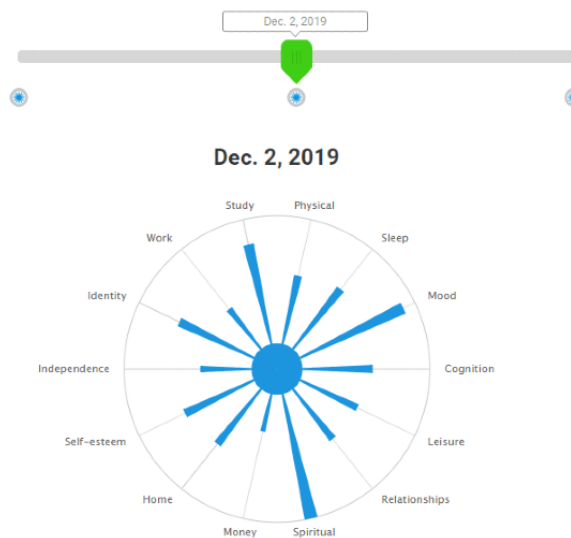 Dec. 2, 2019
Dec. 2, 2019
Study
Physical
Work
Sleep
Identity
Mood
Independence
Cognition
Self-esteem
Leisure
Home
Relationships
Money
Spiritual